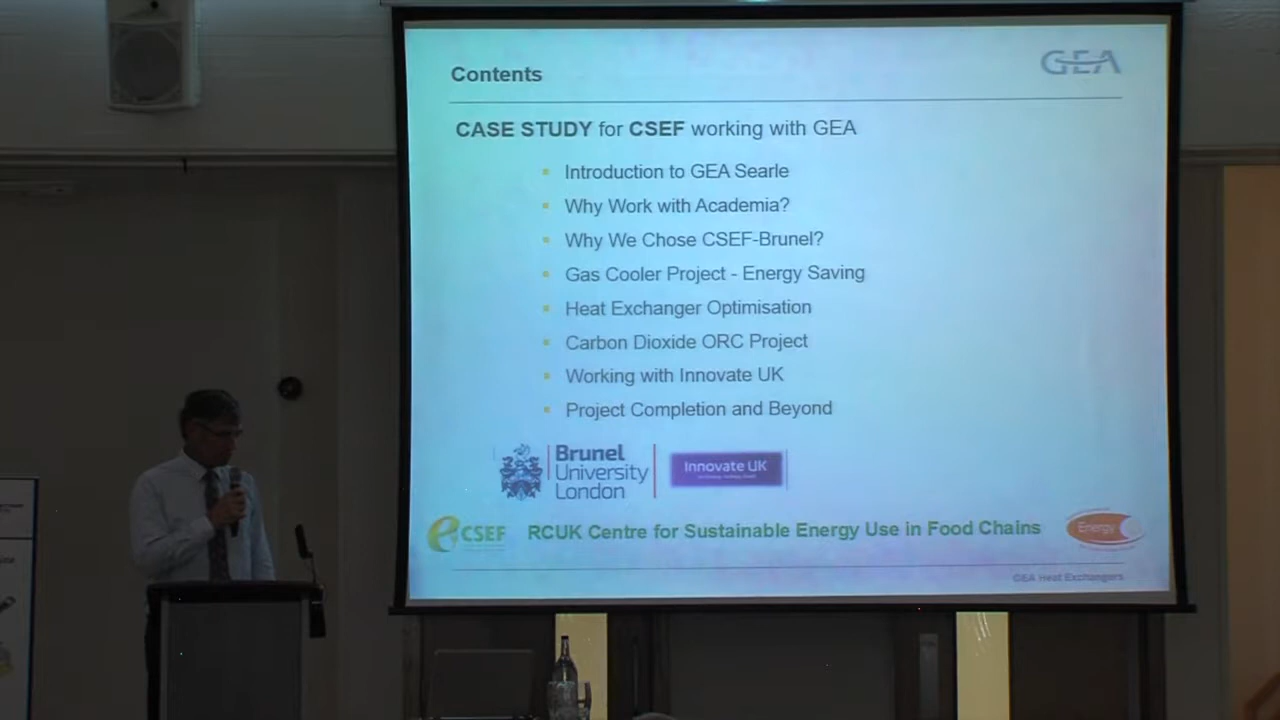 Contents
GEA
CASE STUDY for CSEF working with GEA
Introduction to GEA Searle
Why Work with Academia?
Why We Chose CSEF-Brunel?
Gas Cooler Project - Energy Saving
Heat Exchanger Optimisation
Carbon Dioxide ORC Project
Working with Innovate UK
Project Completion and Beyond
Brunel
University
London
Innovate UK
CSEF
RCUK Centre for Sustainable Energy Use in Food Chains
Energy
GEA Heat Exchangers